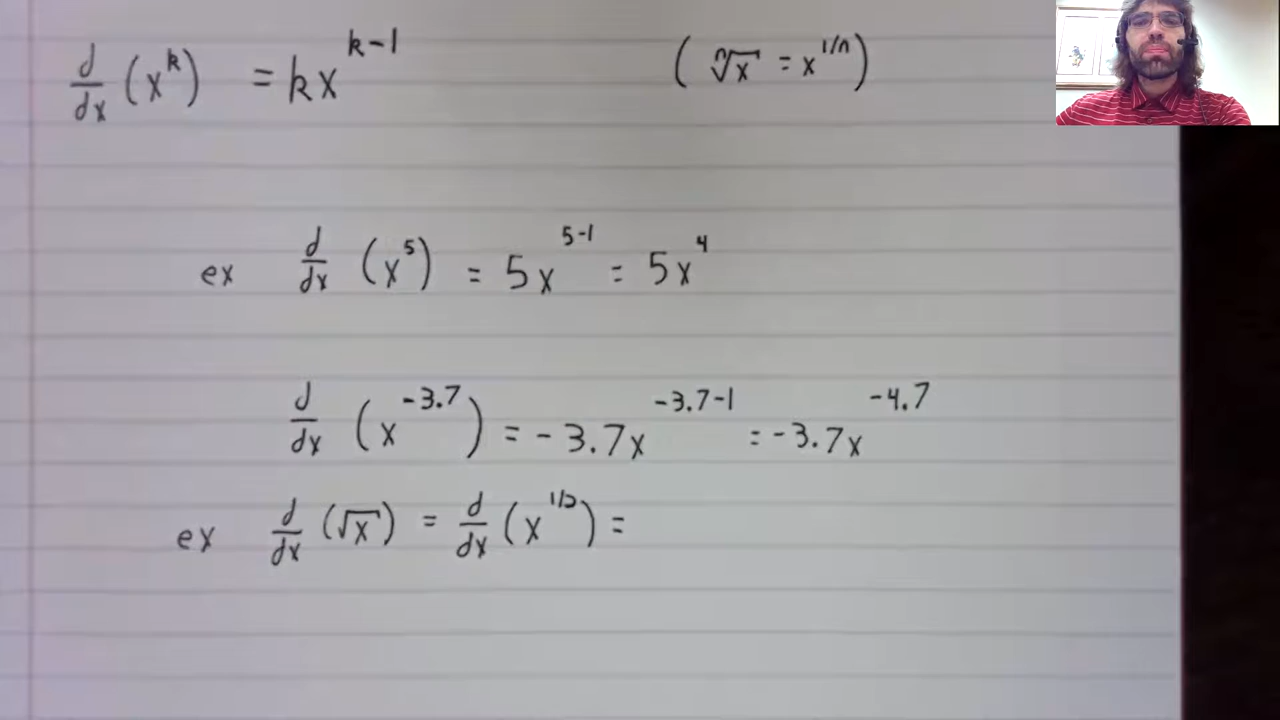 d/dx (x^k) = kx^(k-1) (ⁿ√x = x^(1/n))
ex d/dx (x^5) = 5x^(5-1) = 5x^4
d/dx (x^(-3.7)) = -3.7x^(-3.7-1) = -3.7x^(-4.7)
ex d/dx (√x) = d/dx (x^(1/2)) =